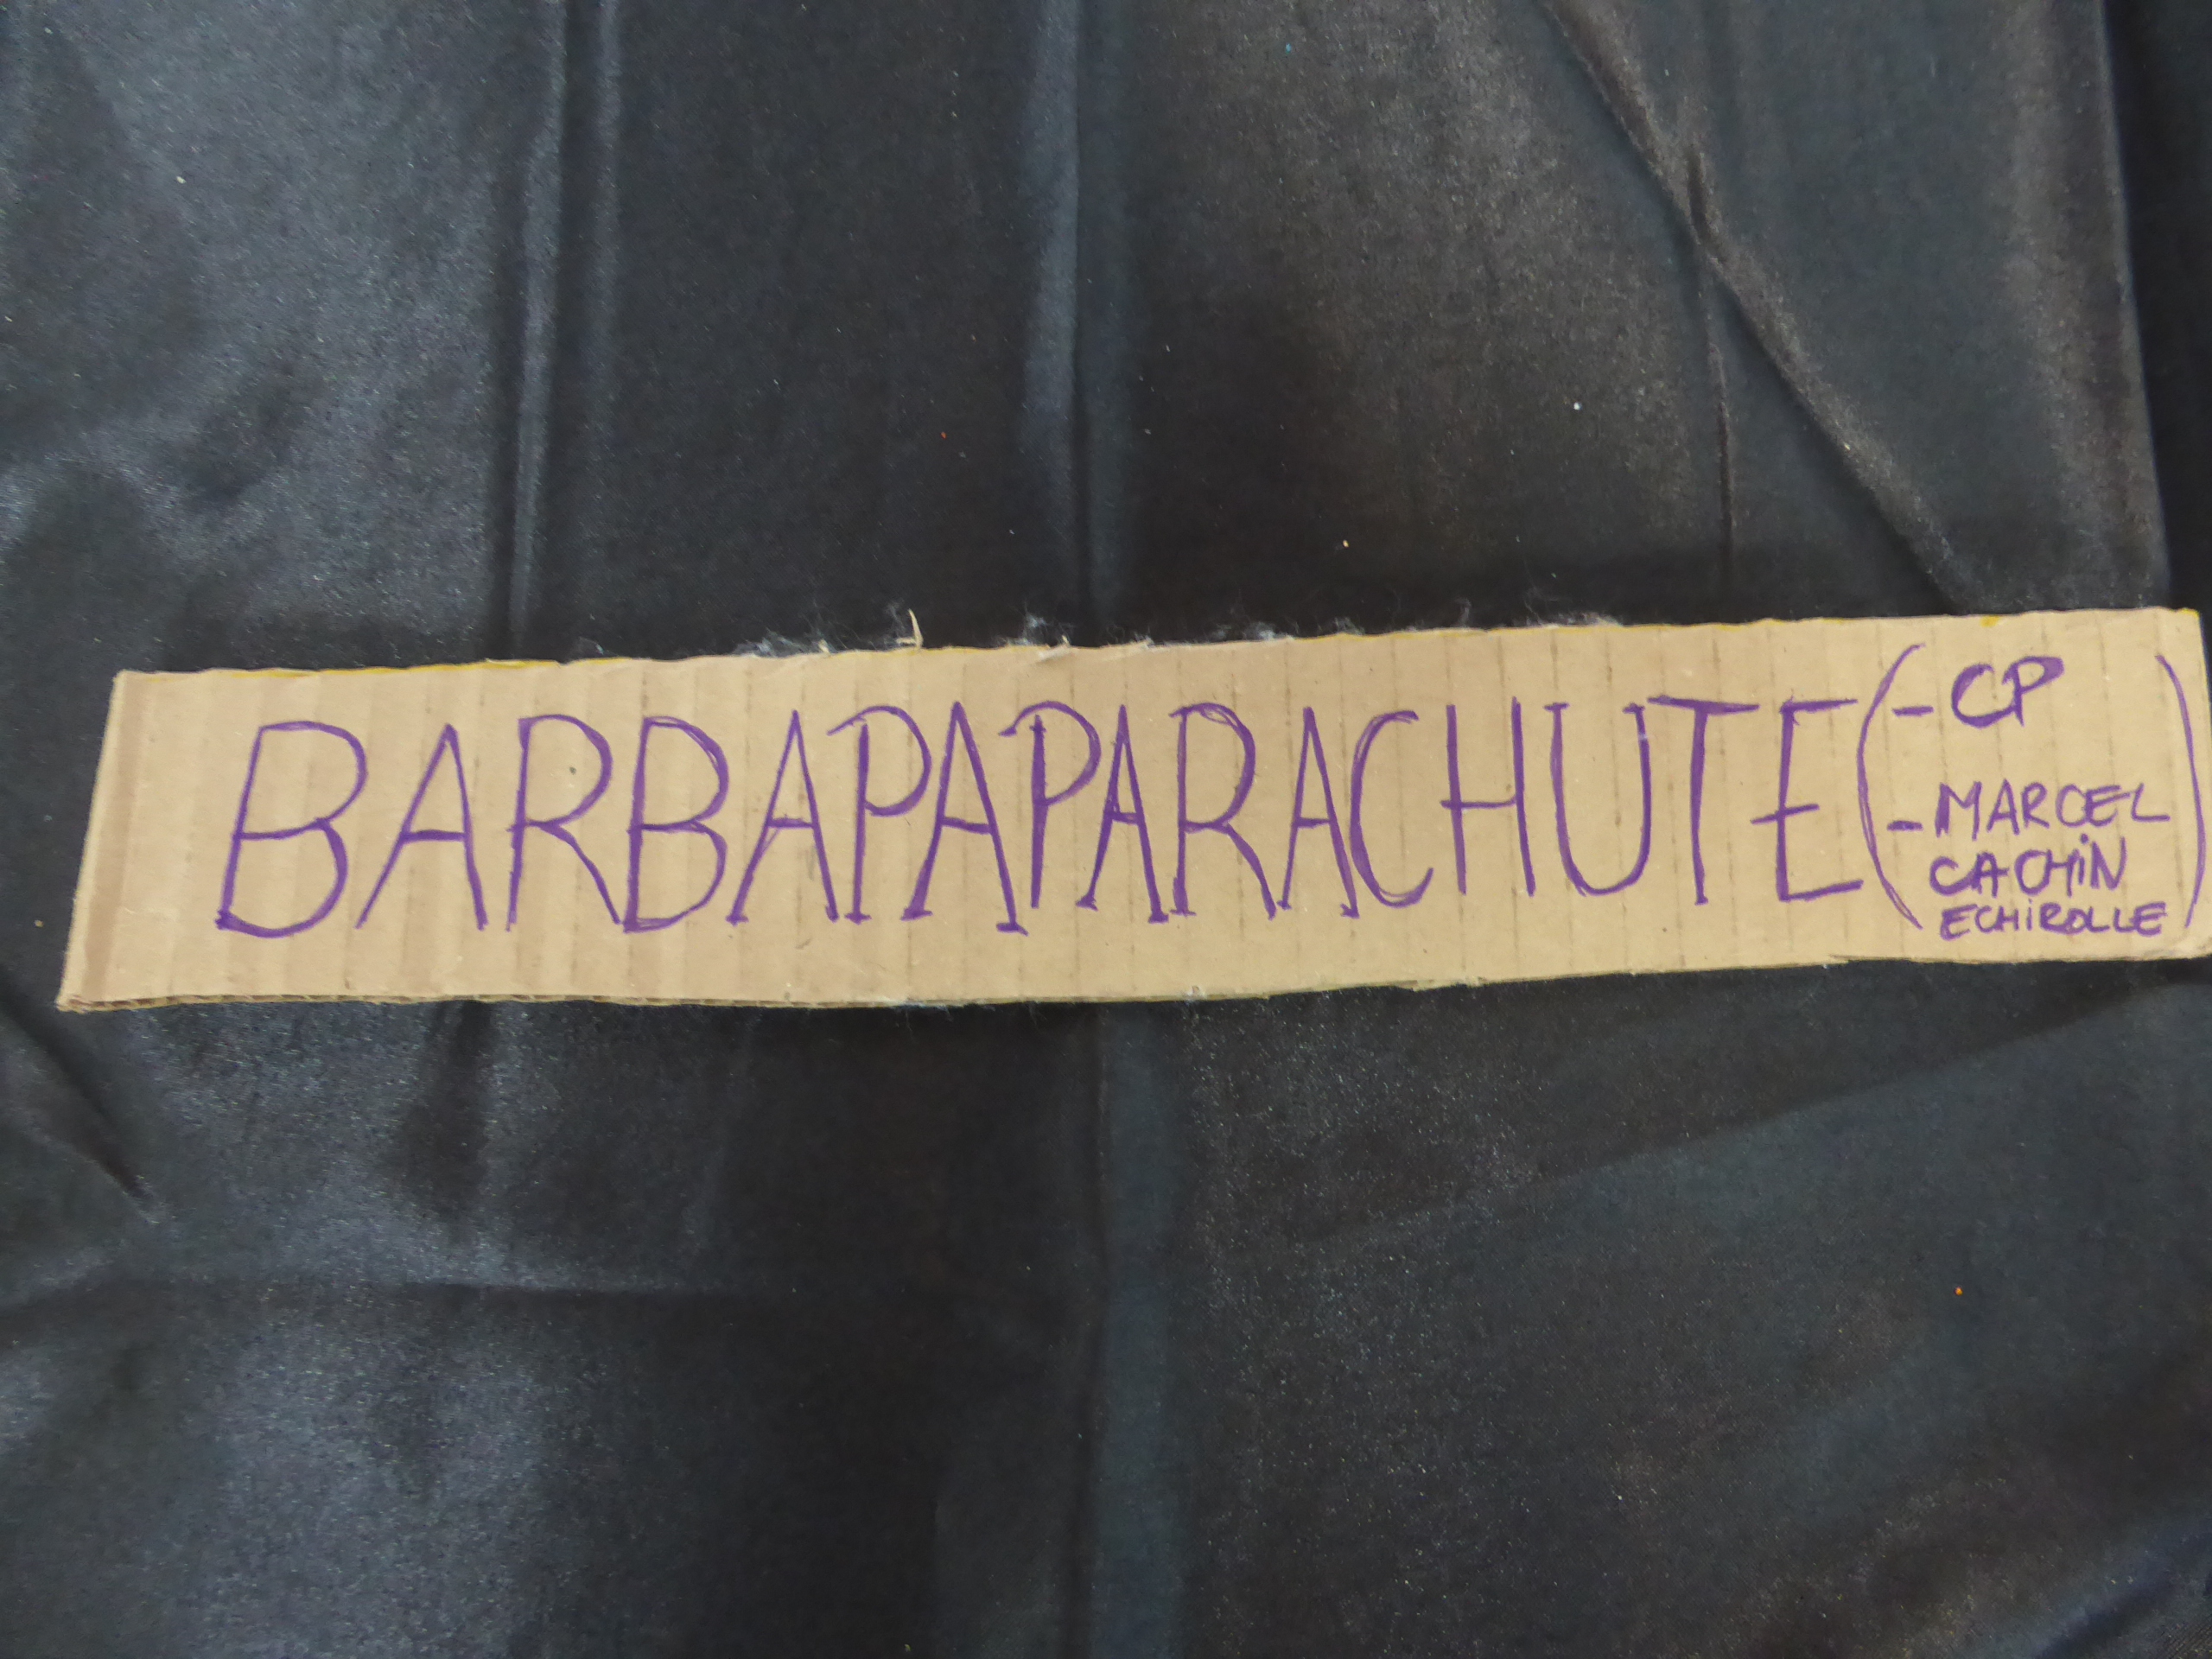 BARBAPAPARACHUTE (- CP
- MARCEL
CACHIN
ECHIROLLE)